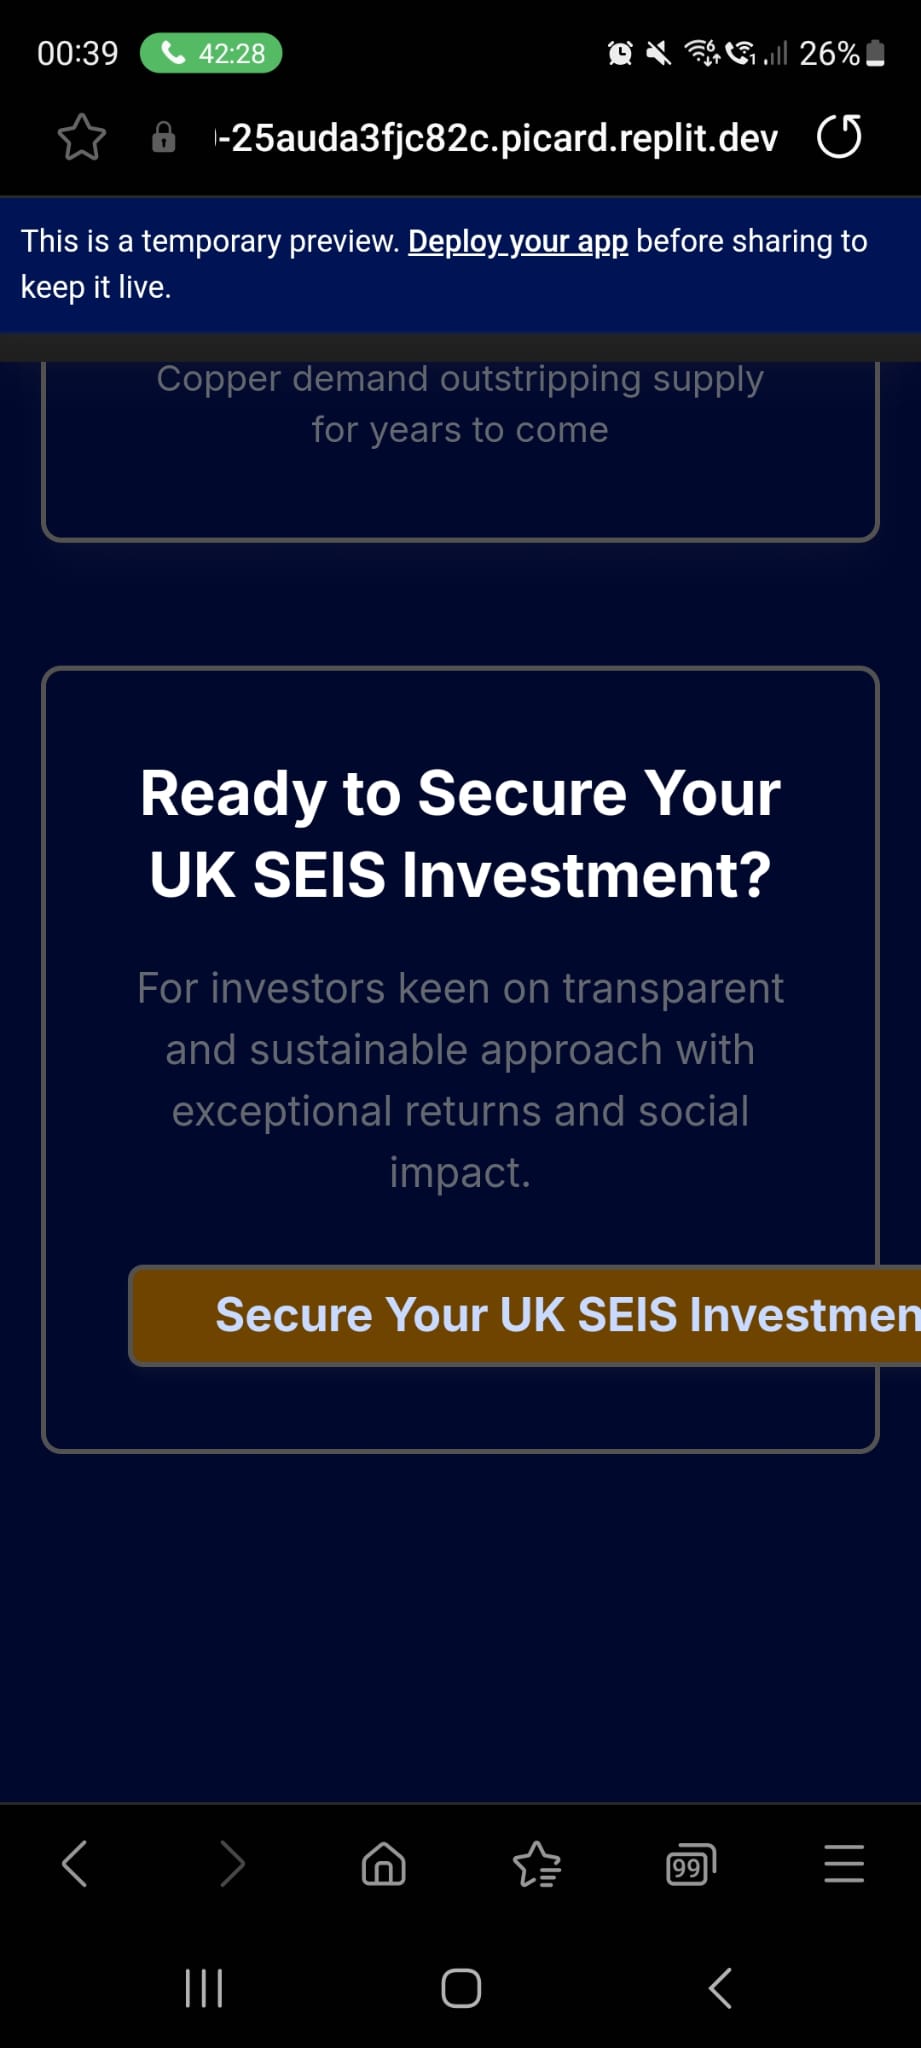 00:39 42:28 26%
-25auda3fjc82c.picard.replit.dev
This is a temporary preview. Deploy your app before sharing to
keep it live.
Copper demand outstripping supply
for years to come
Ready to Secure Your
UK SEIS Investment?
For investors keen on transparent
and sustainable approach with
exceptional returns and social
impact.
Secure Your UK SEIS Investmen
99